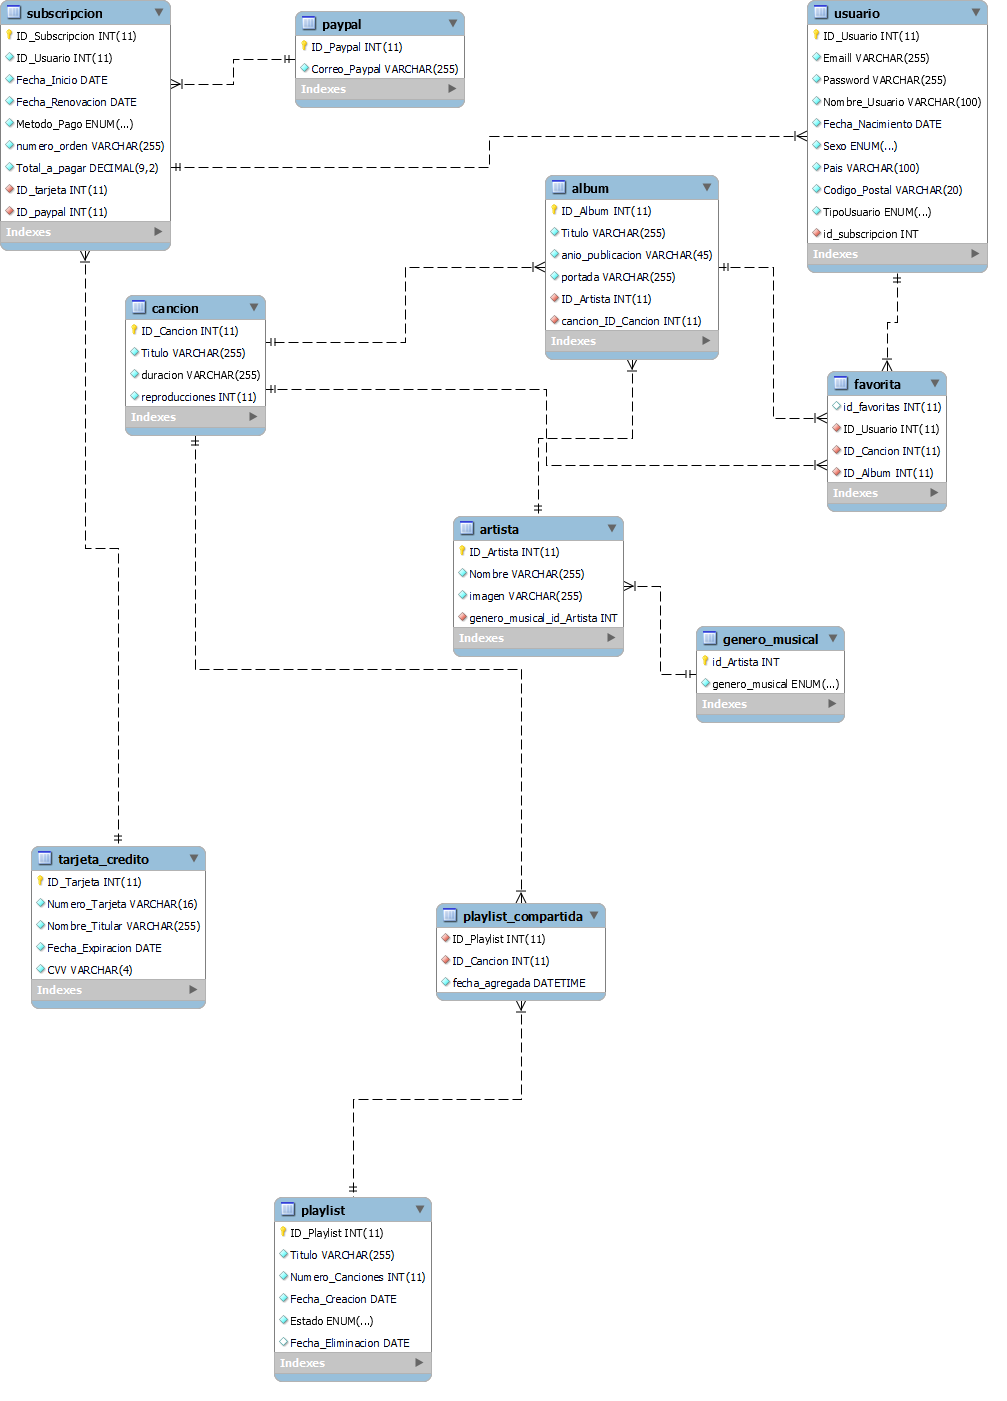 subscripcion
ID_Subscripcion INT(11)
ID_Usuario INT(11)
Fecha_Inicio DATE
Fecha_Renovacion DATE
Metodo_Pago ENUM(...)
numero_orden VARCHAR(255)
Total_a_pagar DECIMAL(9,2)
ID_tarjeta INT(11)
ID_paypal INT(11)
Indexes
paypal
ID_Paypal INT(11)
Correo_Paypal VARCHAR(255)
Indexes
usuario
ID_Usuario INT(11)
Emaill VARCHAR(255)
Password VARCHAR(255)
Nombre_Usuario VARCHAR(100)
Fecha_Nacimiento DATE
Sexo ENUM(...)
Pais VARCHAR(100)
Codigo_Postal VARCHAR(20)
TipoUsuario ENUM(...)
id_subscripcion INT
Indexes
album
ID_Album INT(11)
Titulo VARCHAR(255)
anio_publicacion VARCHAR(45)
portada VARCHAR(255)
ID_Artista INT(11)
cancion_ID_Cancion INT(11)
Indexes
cancion
ID_Cancion INT(11)
Titulo VARCHAR(255)
duracion VARCHAR(255)
reproducciones INT(11)
Indexes
favorita
id_favoritas INT(11)
ID_Usuario INT(11)
ID_Cancion INT(11)
ID_Album INT(11)
Indexes
artista
ID_Artista INT(11)
Nombre VARCHAR(255)
imagen VARCHAR(255)
genero_musical_id_Artista INT
Indexes
genero_musical
id_Artista INT
genero_musical ENUM(...)
Indexes
tarjeta_credito
ID_Tarjeta INT(11)
Numero_Tarjeta VARCHAR(16)
Nombre_Titular VARCHAR(255)
Fecha_Expiracion DATE
CVV VARCHAR(4)
Indexes
playlist_compartida
ID_Playlist INT(11)
ID_Cancion INT(11)
fecha_agregada DATETIME
playlist
ID_Playlist INT(11)
Titulo VARCHAR(255)
Numero_Canciones INT(11)
Fecha_Creacion DATE
Estado ENUM(...)
Fecha_Eliminacion DATE
Indexes